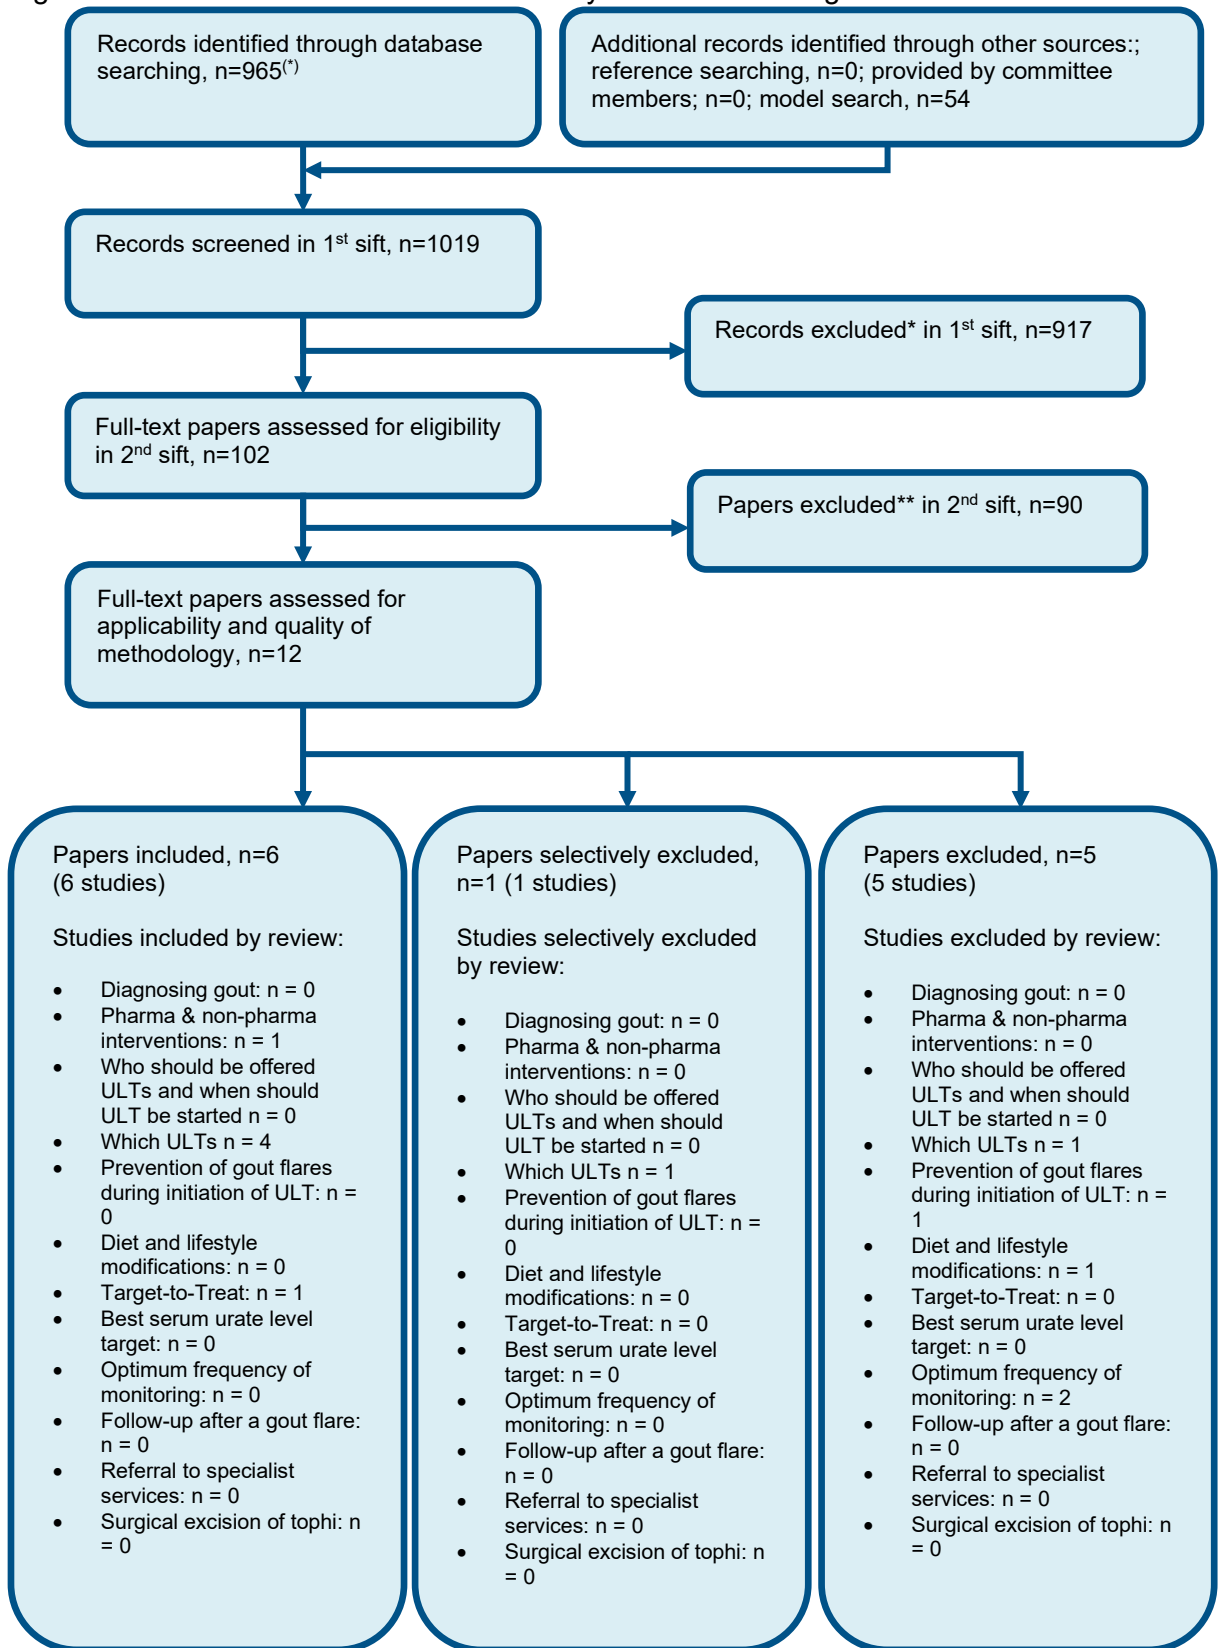 Records identified through database
searching, n=965(*)
Additional records identified through other sources:;
reference searching, n=0; provided by committee
members; n=0; model search, n=54
Records screened in 1st sift, n=1019
Records excluded* in 1st sift, n=917
Full-text papers assessed for eligibility
in 2nd sift, n=102
Papers excluded** in 2nd sift, n=90
Full-text papers assessed for
applicability and quality of
methodology, n=12
Papers included, n=6
(6 studies)
Studies included by review:
• Diagnosing gout: n = 0
• Pharma & non-pharma
interventions: n = 1
• Who should be offered
ULTs and when should
ULT be started n = 0
• Which ULTs n = 4
• Prevention of gout flares
during initiation of ULT: n =
0
• Diet and lifestyle
modifications: n = 0
• Target-to-Treat: n = 1
• Best serum urate level
target: n = 0
• Optimum frequency of
monitoring: n = 0
• Follow-up after a gout flare:
n = 0
• Referral to specialist
services: n = 0
• Surgical excision of tophi: n
= 0
Papers selectively excluded,
n=1 (1 studies)
Studies selectively excluded
by review:
• Diagnosing gout: n = 0
• Pharma & non-pharma
interventions: n = 0
• Who should be offered
ULTs and when should
ULT be started n = 0
• Which ULTs n = 1
• Prevention of gout flares
during initiation of ULT: n =
0
• Diet and lifestyle
modifications: n = 0
• Target-to-Treat: n = 0
• Best serum urate level
target: n = 0
• Optimum frequency of
monitoring: n = 0
• Follow-up after a gout flare:
n = 0
• Referral to specialist
services: n = 0
• Surgical excision of tophi: n
= 0
Papers excluded, n=5
(5 studies)
Studies excluded by review:
• Diagnosing gout: n = 0
• Pharma & non-pharma
interventions: n = 0
• Who should be offered
ULTs and when should
ULT be started n = 0
• Which ULTs n = 1
• Prevention of gout flares
during initiation of ULT: n =
1
• Diet and lifestyle
modifications: n = 1
• Target-to-Treat: n = 0
• Best serum urate level
target: n = 0
• Optimum frequency of
monitoring: n = 2
• Follow-up after a gout flare:
n = 0
• Referral to specialist
services: n = 0
• Surgical excision of tophi: n
= 0